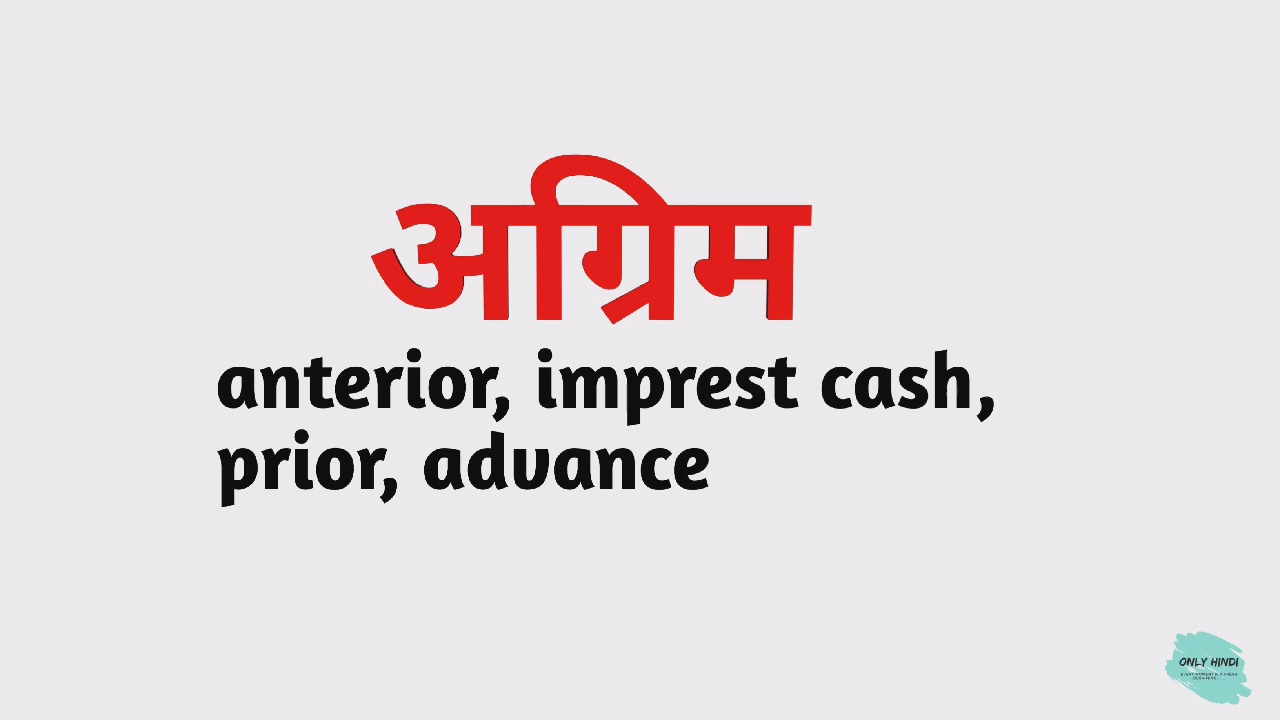 अग्रिम
anterior, imprest cash,
prior, advance
ONLY HINDI